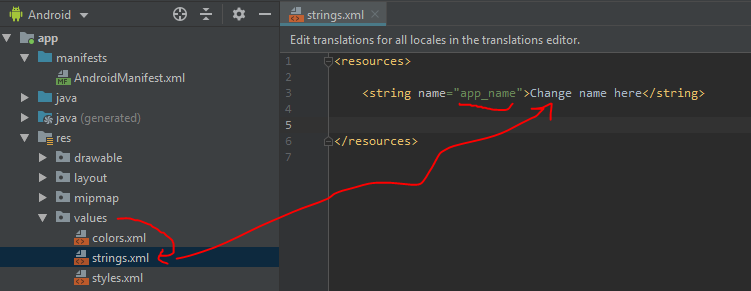 Android
app
manifests
AndroidManifest.xml
java
java (generated)
res
drawable
layout
mipmap
values
colors.xml
strings.xml
styles.xml
strings.xml
Edit translations for all locales in the translations editor.
1 <resources>
2
3 <string name="app_name">Change name here</string>
4
5
6 </resources>
7